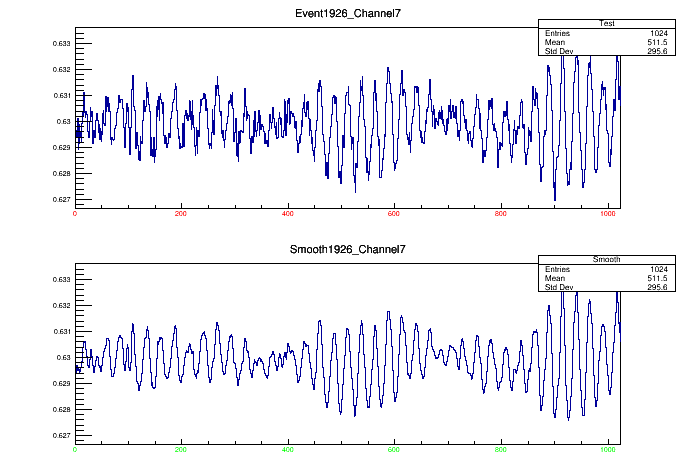 Event1926_Channel7
Test
Entries 1024
Mean 511.5
Std Dev 295.6
0.633
0.632
0.631
0.63
0.629
0.628
0.627
0 200 400 600 800 1000
Smooth1926_Channel7
Smooth
Entries 1024
Mean 511.5
Std Dev 295.6
0.633
0.632
0.631
0.63
0.629
0.628
0.627
0 200 400 600 800 1000